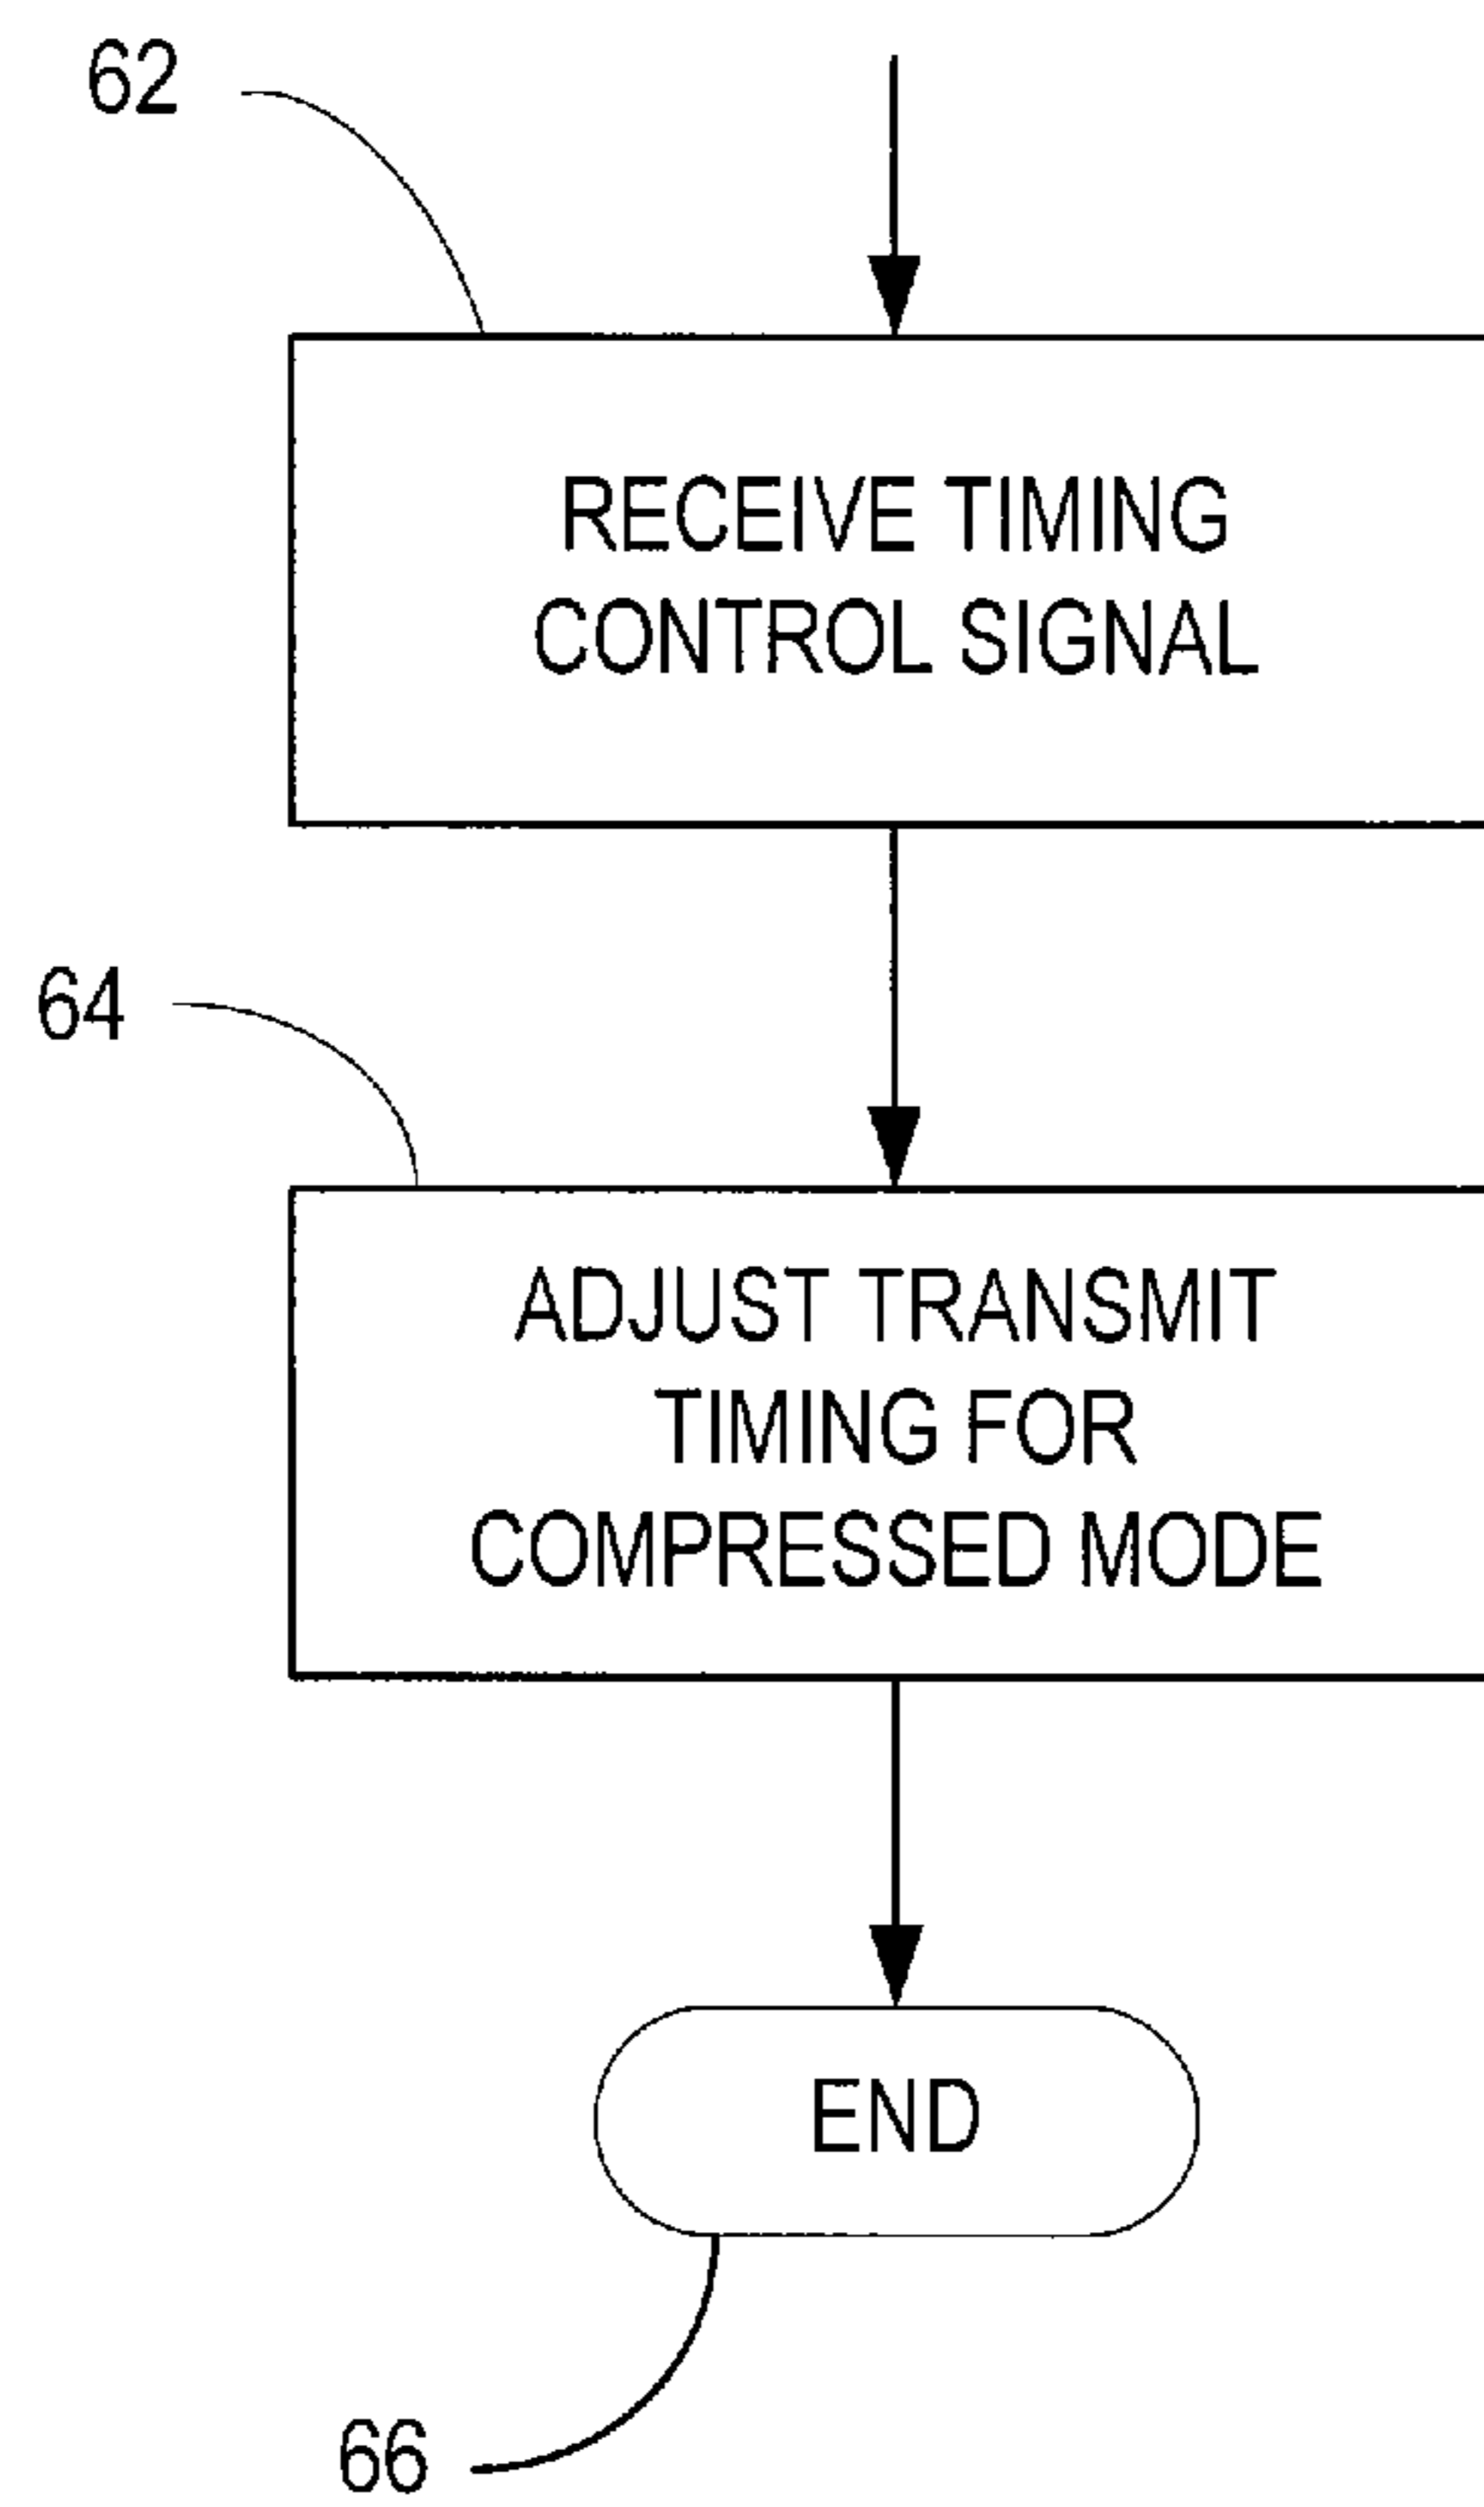 62
RECEIVE TIMING
CONTROL SIGNAL
64
ADJUST TRANSMIT
TIMING FOR
COMPRESSED MODE
END
66